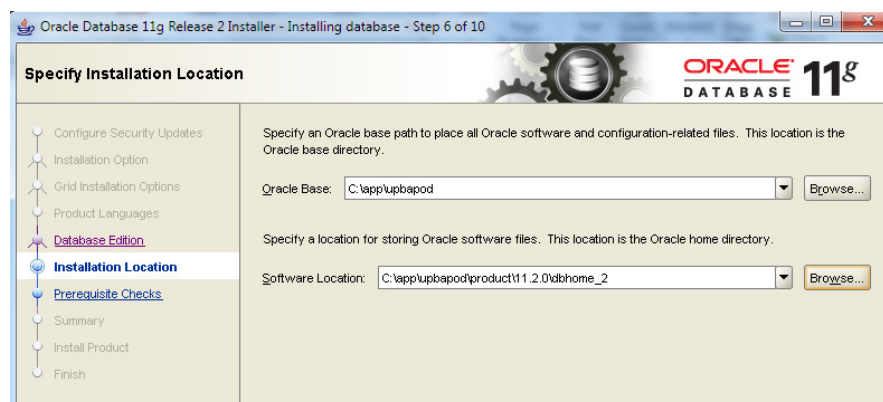 Oracle Database 11g Release 2 Installer - Installing database - Step 6 of 10
Specify Installation Location
ORACLE
DATABASE
11g
Configure Security Updates
Installation Option
Grid Installation Options
Product Languages
Database Edition
Installation Location
Prerequisite Checks
Summary
Install Product
Finish
Specify an Oracle base path to place all Oracle software and configuration-related files. This location is the
Oracle base directory.
Oracle Base: C:\app\upbapod Browse...
Specify a location for storing Oracle software files. This location is the Oracle home directory.
Software Location: C:\app\upbapod\product\11.2.0\dbhome_2 Browse...